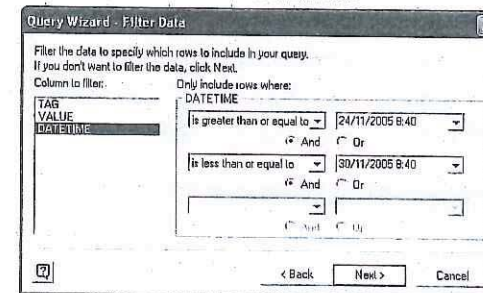 Query Wizard - Filter Data
Filter the data to specify which rows to include in your query.
If you don't want to filter the data, click Next.
Column to filter:
Only include rows where:
TAG
VALUE
DATETIME
DATETIME
is greater than or equal to
24/11/2005 8:40
And
Or
is less than or equal to
30/11/2005 8:40
And
Or
And
Or
?
< Back
Next >
Cancel